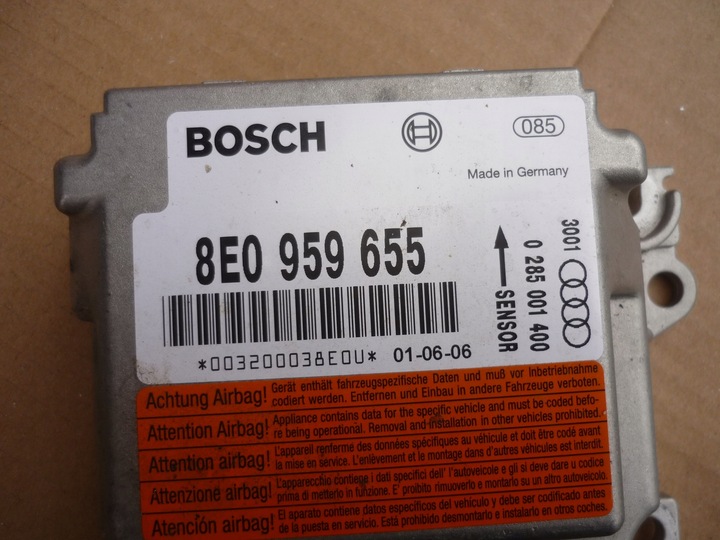 BOSCH
085
Made in Germany
8E0 959 655
SENSOR
0 285 001 400
3001
*003200038E0U* 01-06-06
Achtung Airbag! Gerät enthält fahrzeugspezifische Daten und muß vor Inbetriebnahme
codiert werden. Entfernen und Einbau in andere Fahrzeuge verboten.
Attention Airbag! Appliance contains data for the specific vehicle and must be coded befo-
re being operational. Removal and installation in other vehicles prohibited.
Attention airbag! L'appareil renferme des données spécifiques au véhicule et doit être codé avant
la mise en service. L'enlèvement et le montage dans d'autres véhicules est interdit.
Attenzione airbag! L'apparecchio contiene i dati specifici dell' l'autoveicole e gli si deve dare u codice
prima di metterlo in funzione. E' proibito rimuoverlo e montarlo su un altro autoveicolo.
Atención airbag! El aparato contiene datos específicos del vehículo y debe ser codificado antes
de la puesta en servicio. Está prohibido desmontarlo e instalarlo en otros coches.